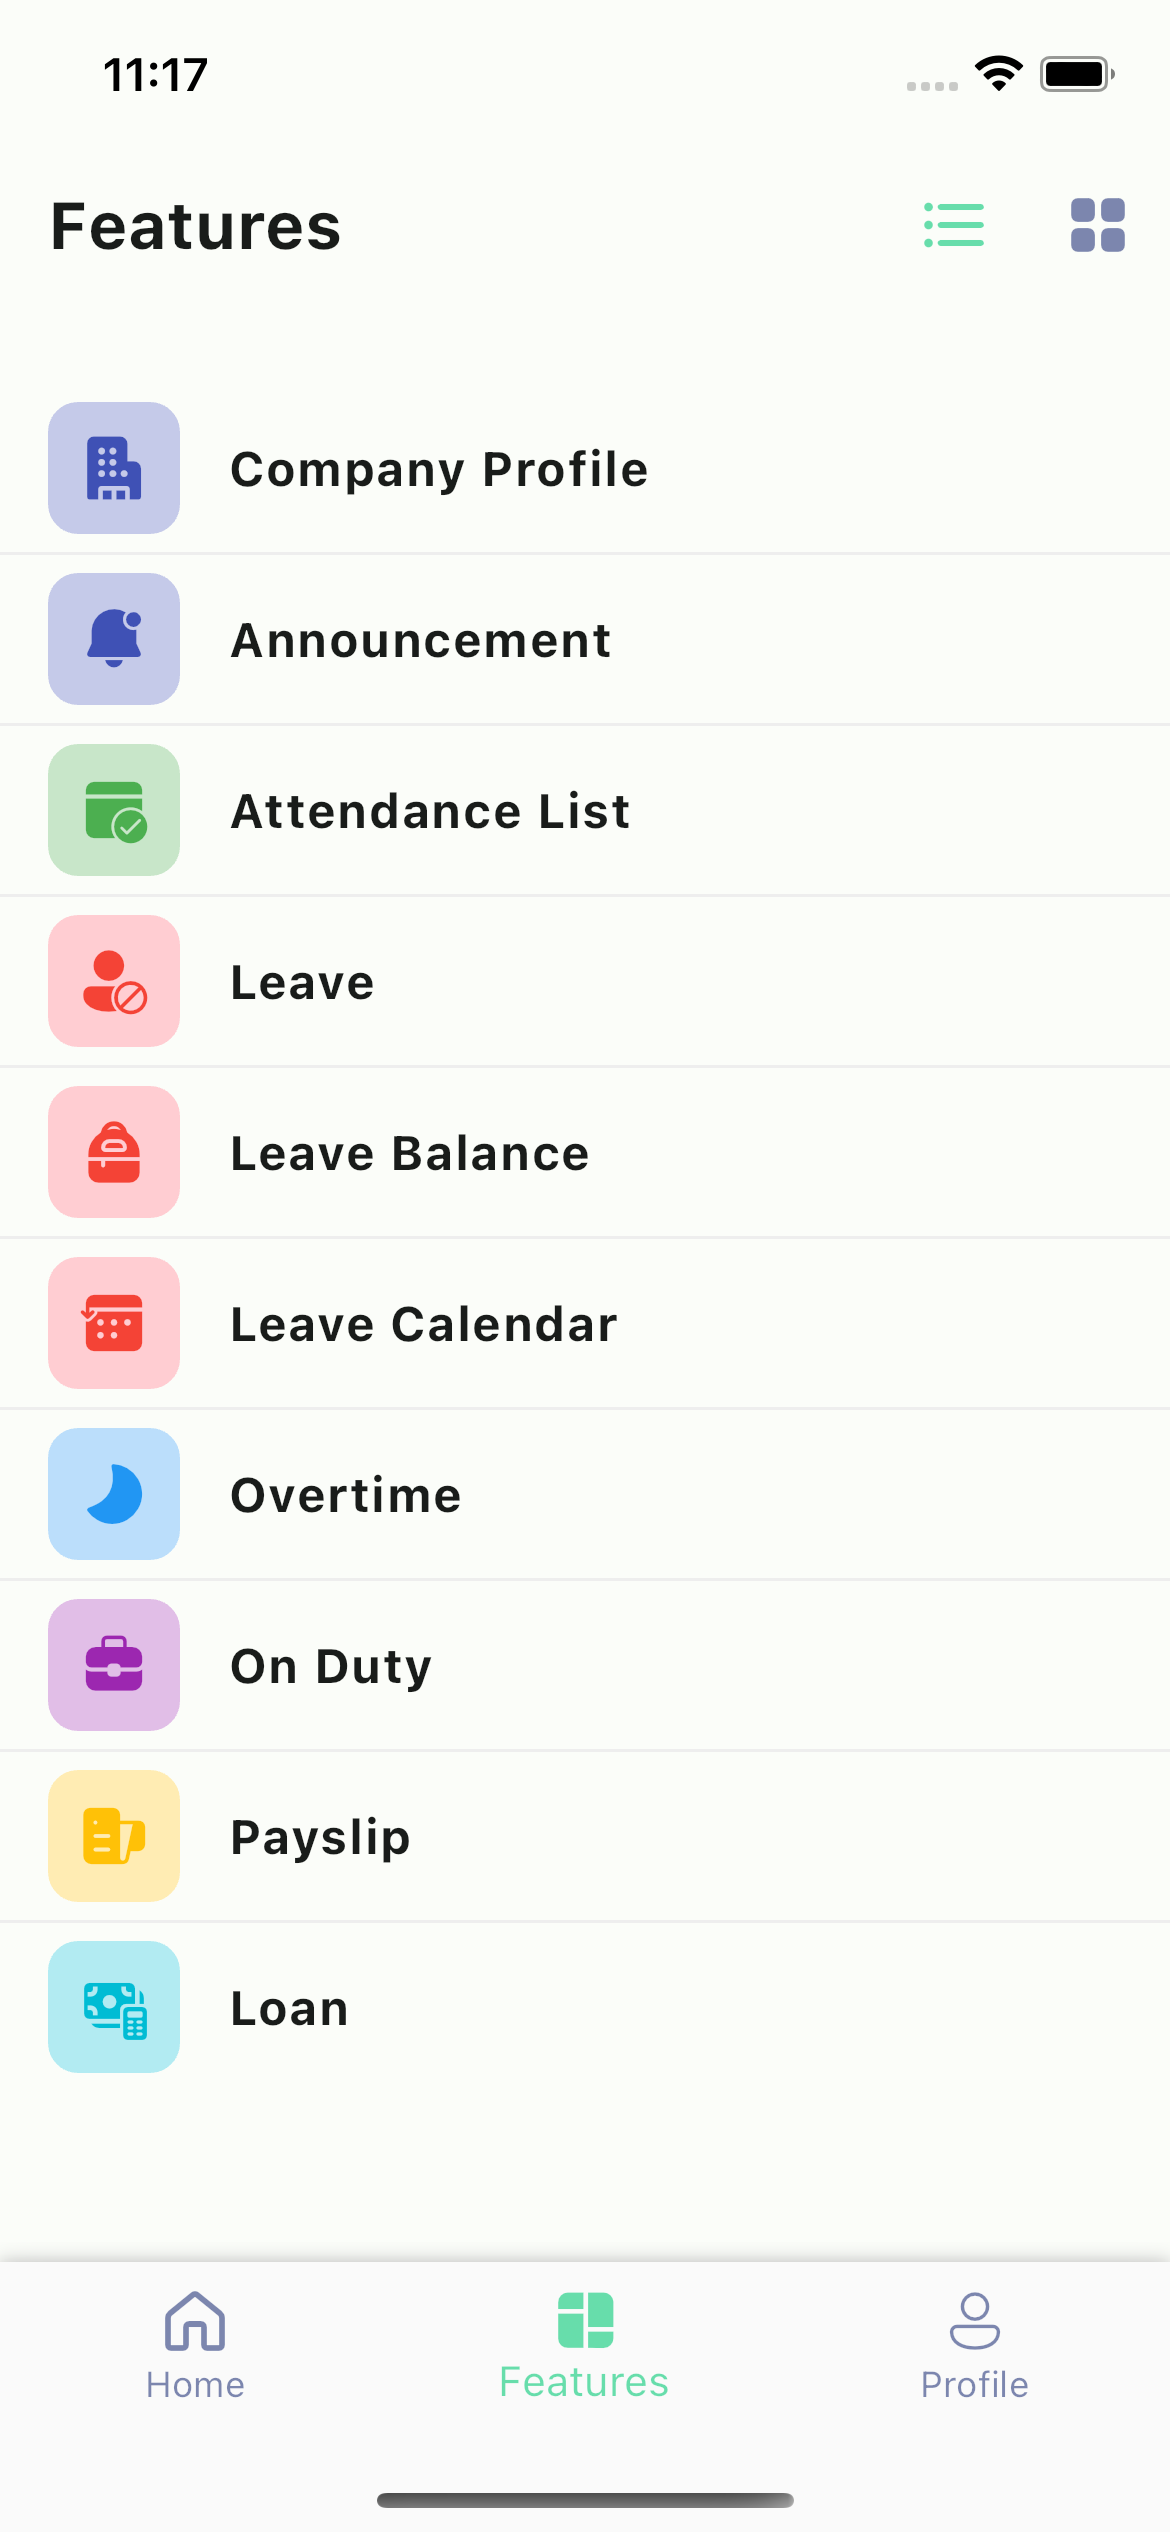 11:17
Features
Company Profile
Announcement
Attendance List
Leave
Leave Balance
Leave Calendar
Overtime
On Duty
Payslip
Loan
Home
Features
Profile